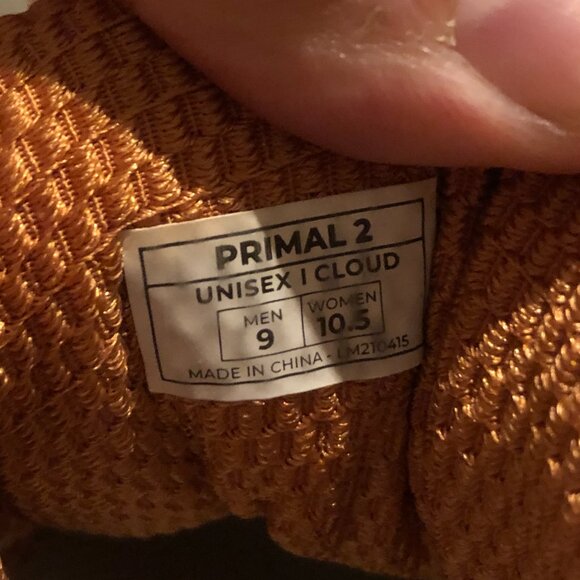 PRIMAL 2
UNISEX | CLOUD
MEN WOMEN
9 10.5
MADE IN CHINA - LM210415